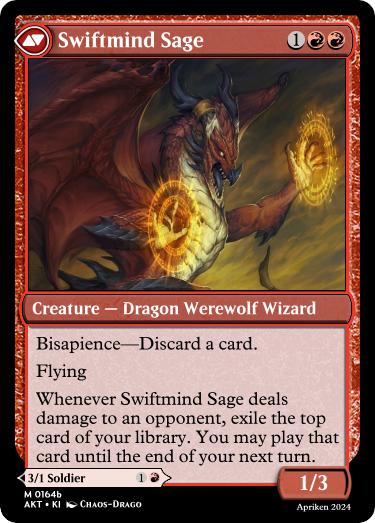 Swiftmind Sage 1
Creature — Dragon Werewolf Wizard
Bisapience—Discard a card.
Flying
Whenever Swiftmind Sage deals
damage to an opponent, exile the top
card of your library. You may play that
card until the end of your next turn.
3/1 Soldier 1
1/3
M 0164b
AKT • KI Chaos-Drago
Apriken 2024